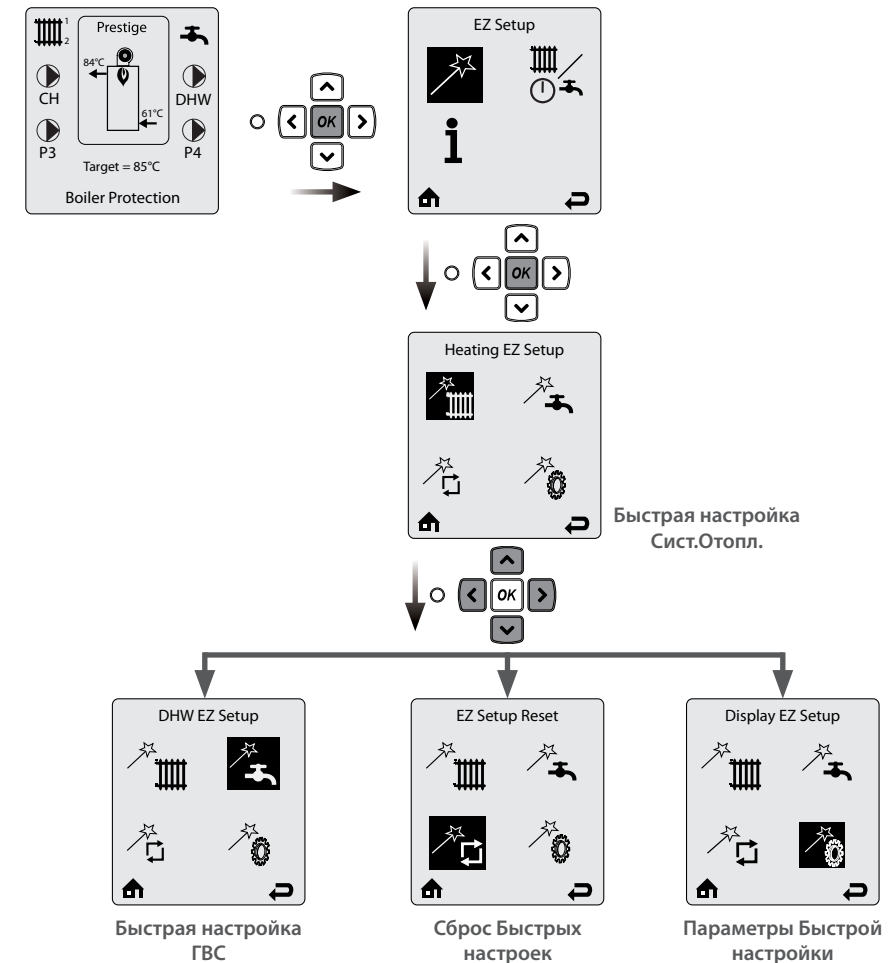 Prestige
1
2
84°C
61°C
CH
DHW
P3
P4
Target = 85°C
Boiler Protection
OK
EZ Setup
i
OK
Heating EZ Setup
Быстрая настройка
Сист.Отопл.
OK
DHW EZ Setup
EZ Setup Reset
Display EZ Setup
Быстрая настройка
ГВС
Сброс Быстрых
настроек
Параметры Быстрой
настройки